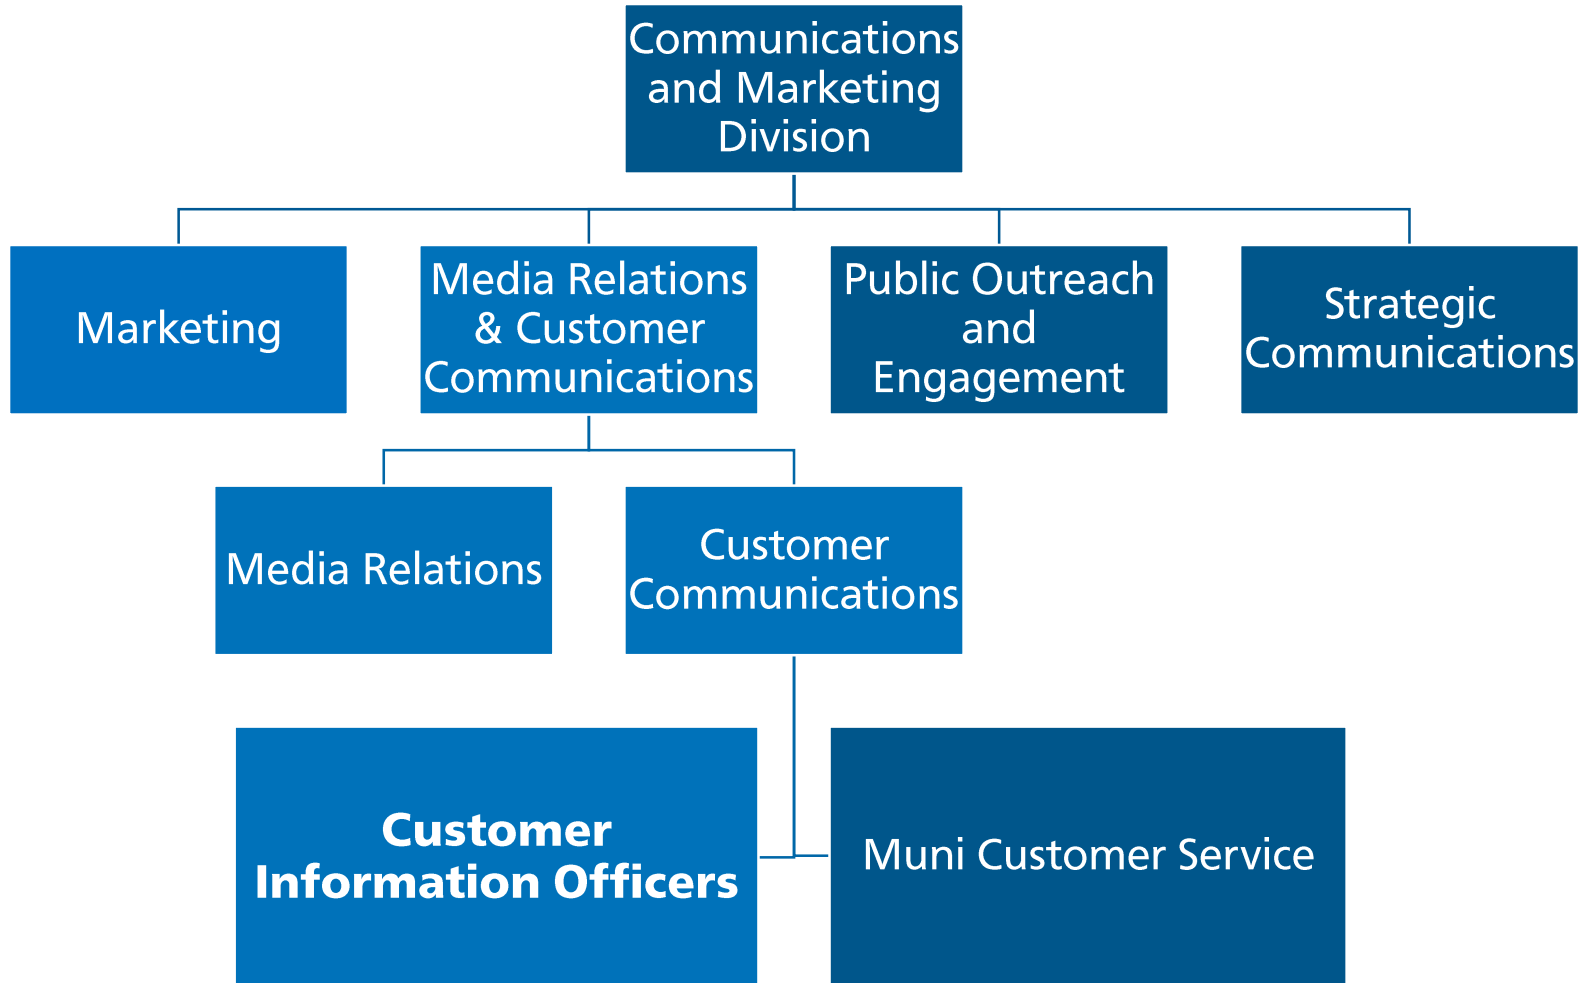 Communications
and Marketing
Division
Marketing
Media Relations
& Customer
Communications
Public Outreach
and
Engagement
Strategic
Communications
Media Relations
Customer
Communications
Customer
Information Officers
Muni Customer Service